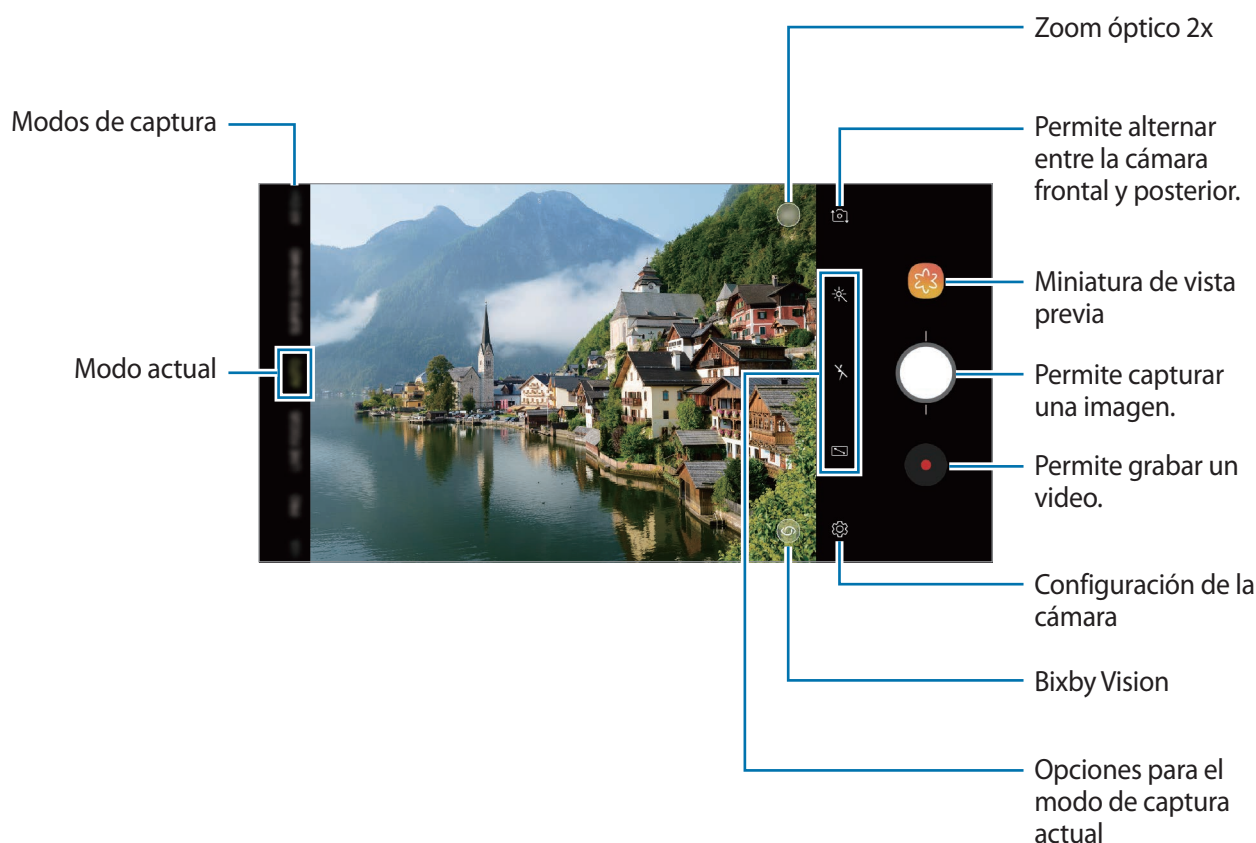 Zoom óptico 2x
Modos de captura
Permite alternar
entre la cámara
frontal y posterior.
Miniatura de vista
previa
Modo actual
Permite capturar
una imagen.
Permite grabar un
video.
Configuración de la
cámara
Bixby Vision
Opciones para el
modo de captura
actual